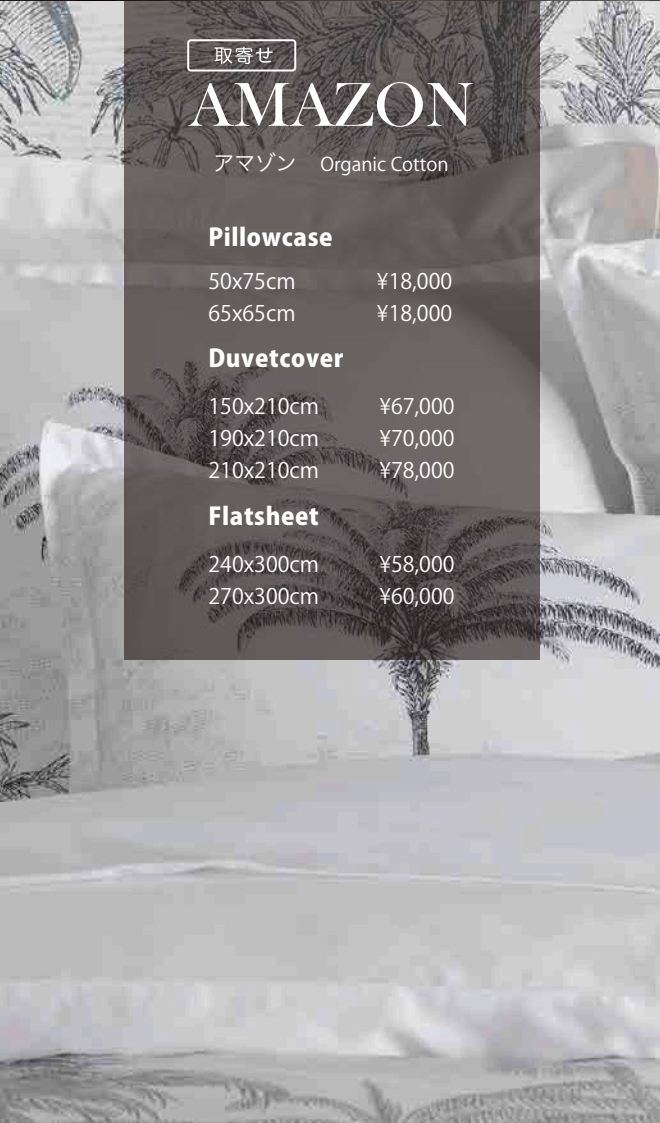 取寄せ
AMAZON
アマゾン Organic Cotton
Pillowcase
50x75cm ¥18,000
65x65cm ¥18,000
Duvetcover
150x210cm ¥67,000
190x210cm ¥70,000
210x210cm ¥78,000
Flatsheet
240x300cm ¥58,000
270x300cm ¥60,000